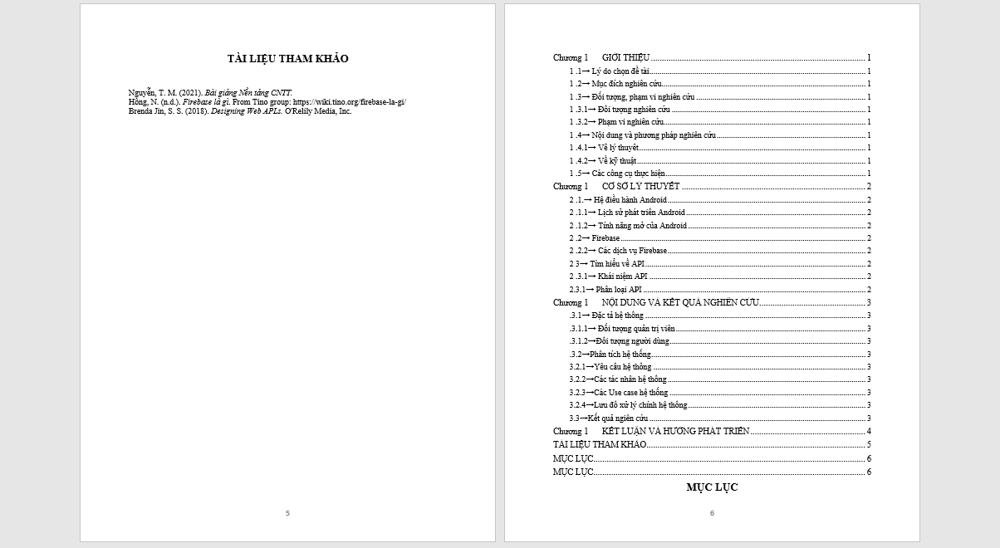 TÀI LIỆU THAM KHẢO
Nguyễn, T. M. (2021). Bài giảng Nền tảng CNTT.
Hồng, N. (n.d.). Firebase là gì. From Tino group: https://wiki.tino.org/firebase-la-gi/
Brenda Jin, S. S. (2018). Designing Web APIs. O'Relily Media, Inc.
5
Chương 1 GIỚI THIỆU 1
1 .1→ Lý do chọn đề tài 1
1 .2→ Mục đích nghiên cứu 1
1 .3→ Đối tượng, phạm vi nghiên cứu 1
1 .3.1→ Đối tượng nghiên cứu 1
1 .3.2→ Phạm vi nghiên cứu 1
1 .4→ Nội dung và phương pháp nghiên cứu 1
1 .4.1→ Về lý thuyết 1
1 .4.2→ Về kỹ thuật 1
1 .5→ Các công cụ thực hiện 1
Chương 1 CƠ SỞ LÝ THUYẾT 2
2 .1.→ Hệ điều hành Android 2
2 .1.1→ Lịch sử phát triển Android 2
2 .1.2→ Tính năng mở của Android 2
2 .2→ Firebase 2
2 .2.2→ Các dịch vụ Firebase 2
2 3→ Tìm hiểu về API 2
2 .3.1→ Khái niệm API 2
2.3.1→ Phân loại API 2
Chương 1 NỘI DUNG VÀ KẾT QUẢ NGHIÊN CỨU 3
.3.1→ Đặc tả hệ thống 3
.3.1.1→ Đối tượng quản trị viên 3
.3.1.2→Đối tượng người dùng 3
.3.2→Phân tích hệ thống 3
3.2.1→Yêu cầu hệ thống 3
3.2.2→Các tác nhân hệ thống 3
3.2.3→Các Use case hệ thống 3
3.2.4→Lưu đồ xử lý chính hệ thống 3
3.3→Kết quả ngiên cứu 3
Chương 1 KẾT LUẬN VÀ HƯỚNG PHÁT TRIỂN 4
TÀI LIỆU THAM KHẢO 5
MỤC LỤC 6
MỤC LỤC 6
MỤC LỤC
6